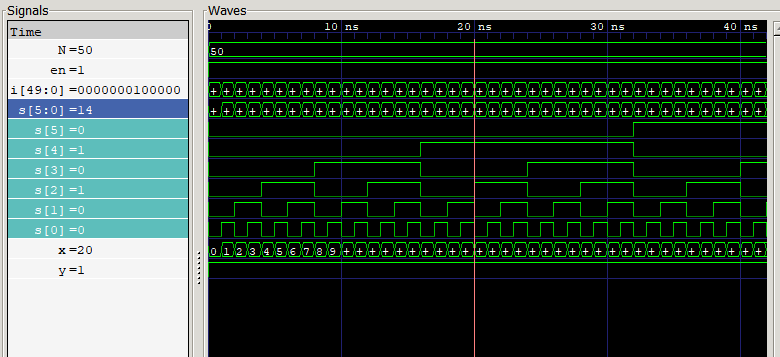 Signals
Waves
Time
0 10 ns 20 ns 30 ns 40 ns
N=50
50
en=1
i[49:0]=0000000100000
+ + + + + + + + + + + + + + + + + + + + + + + + + + + + + + + + + + + + + + + + + +
s[5:0]=14
+ + + + + + + + + + + + + + + + + + + + + + + + + + + + + + + + + + + + + + + + +
s[5]=0
s[4]=1
s[3]=0
s[2]=1
s[1]=0
s[0]=0
x=20
0 1 2 3 4 5 6 7 8 9 + + + + + + + + + + + + + + + + + + + + + + + + + + + + + + + +
y=1